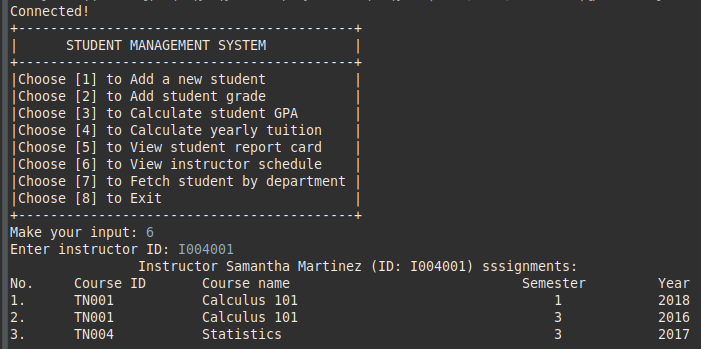 Connected!
+------------------------------------------+
|      STUDENT MANAGEMENT SYSTEM           |
+------------------------------------------+
|Choose [1] to Add a new student           |
|Choose [2] to Add student grade           |
|Choose [3] to Calculate student GPA       |
|Choose [4] to Calculate yearly tuition    |
|Choose [5] to View student report card    |
|Choose [6] to View instructor schedule    |
|Choose [7] to Fetch student by department |
|Choose [8] to Exit                        |
+------------------------------------------+
Make your input: 6
Enter instructor ID: I004001
                Instructor Samantha Martinez (ID: I004001) sssignments:
No.     Course ID       Course name                             Semester         Year
1.      TN001           Calculus 101                                1            2018
2.      TN001           Calculus 101                                3            2016
3.      TN004           Statistics                                  3            2017